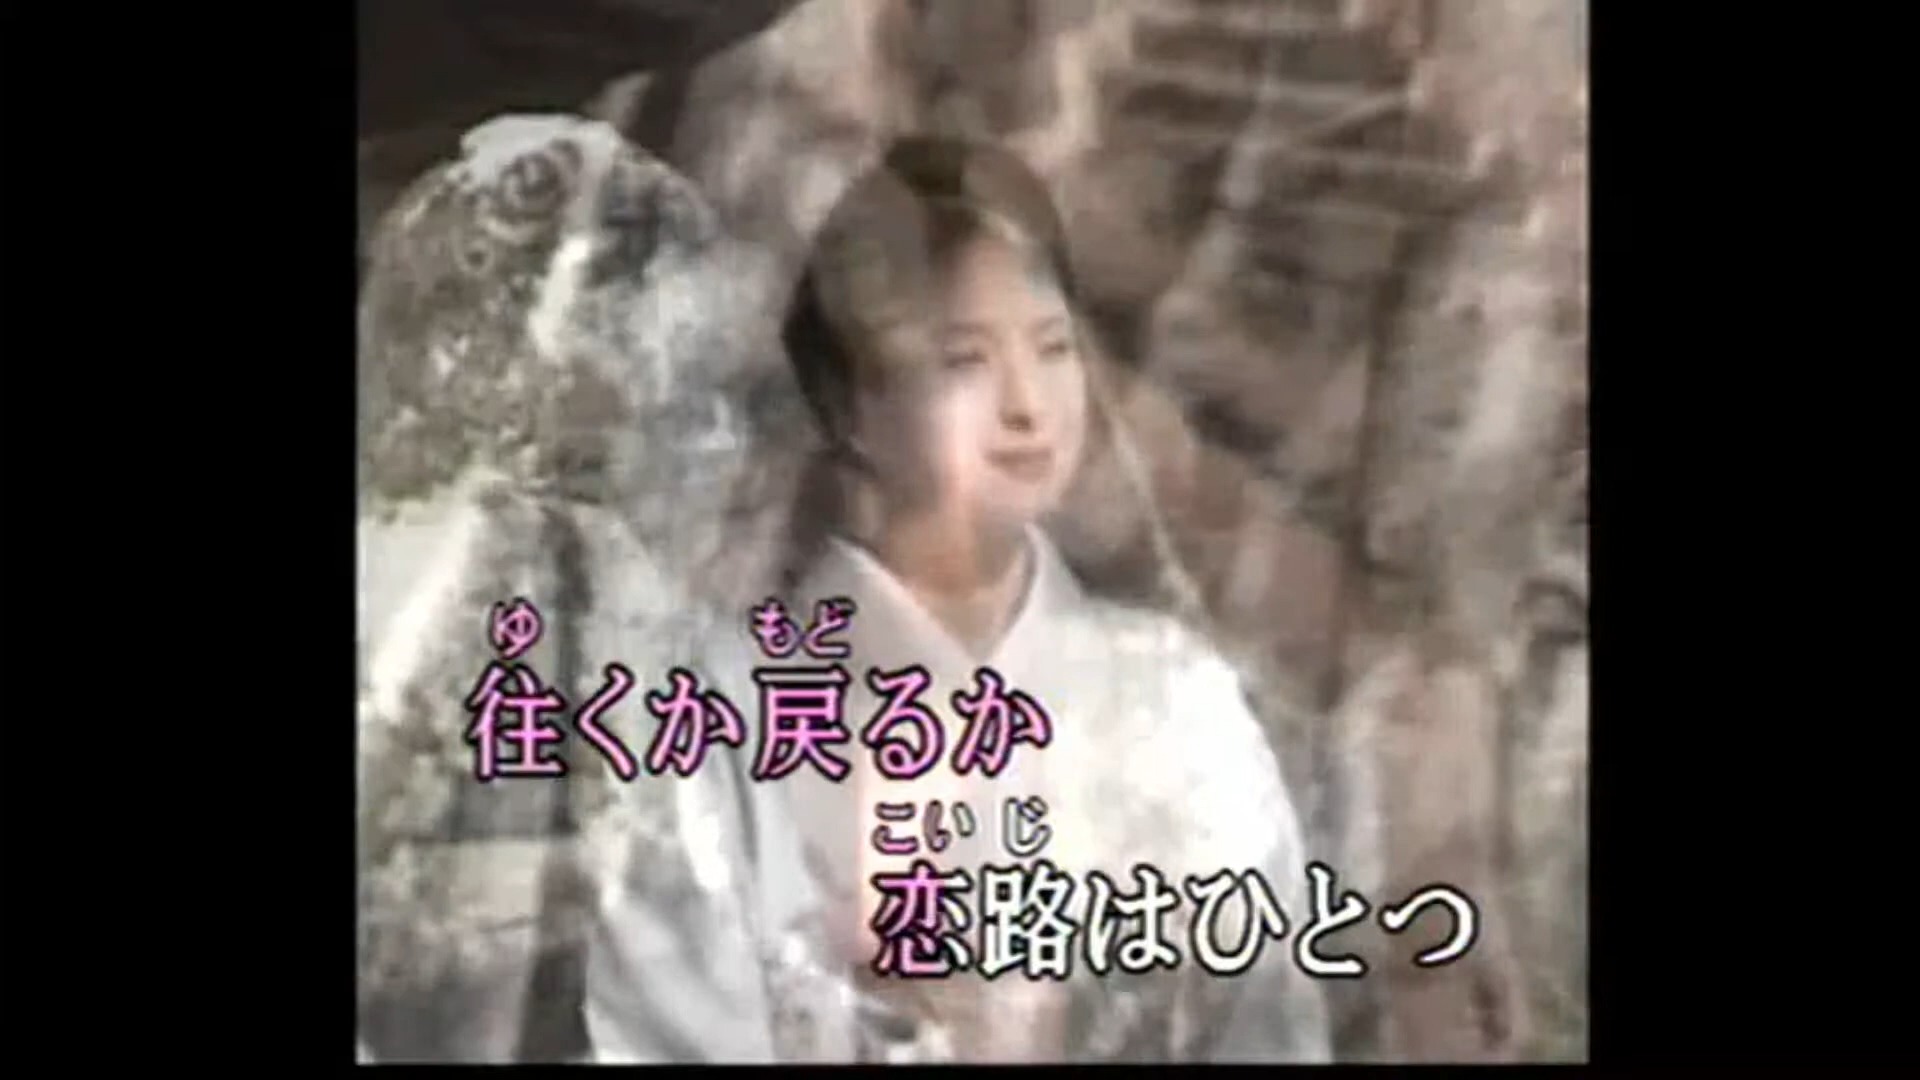 ゆ もど
往くか戻るか
こいじ
恋路はひとつ